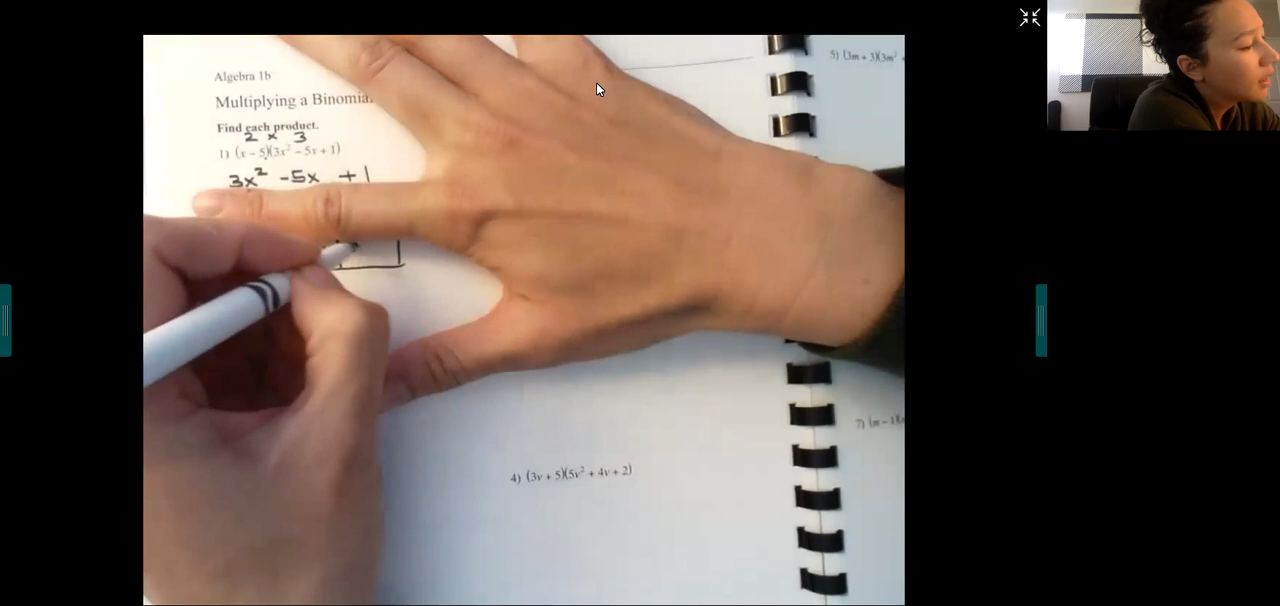 Algebra 1b
Multiplying a Binomia
Find each product.
2 x 3
1) (x - 5)(3x² - 5x + 1)
3x² -5x +1
4) (3v + 5)(5v² + 4v + 2)
5) (3m + 3)(3m²
7) (m - 1)(